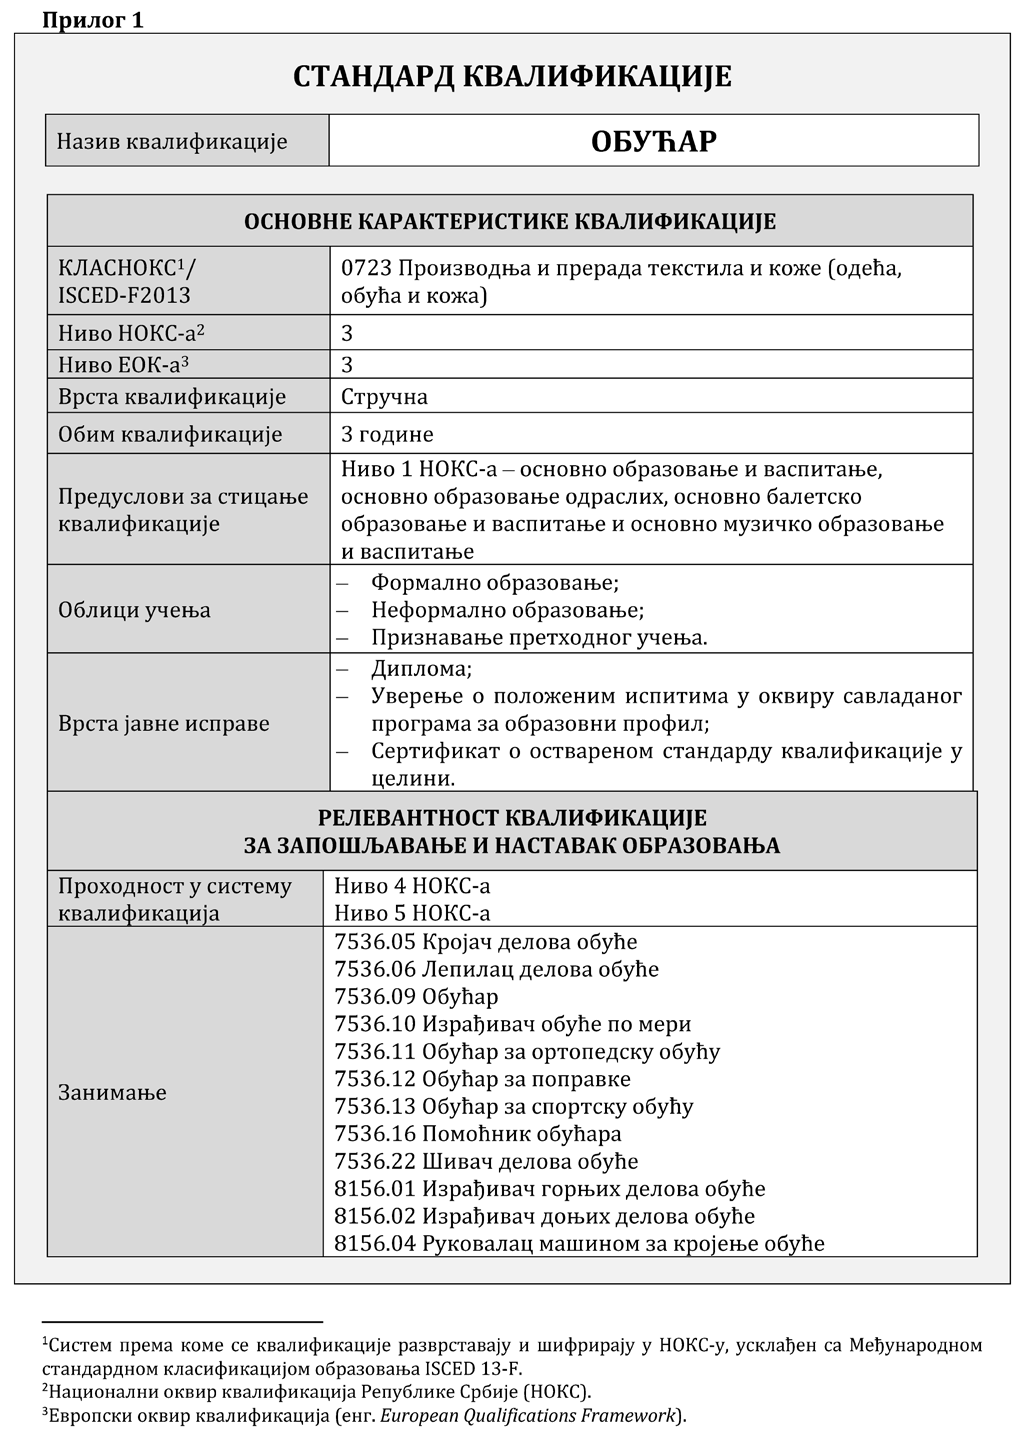 Прилог 1
СТАНДАРД КВАЛИФИКАЦИЈЕ
Назив квалификације
ОБУЋАР
ОСНОВНЕ КАРАКТЕРИСТИКЕ КВАЛИФИКАЦИЈЕ
КЛАСНОКС¹/
ISCED-F2013
0723 Производња и прерада текстила и коже (одећа,
обућа и кожа)
Ниво НОКС-а²
3
Ниво ЕОК-а³
3
Врста квалификације
Стручна
Обим квалификације
3 године
Предуслови за стицање
квалификације
Ниво 1 НОКС-а – основно образовање и васпитање,
основно образовање одраслих, основно балетско
образовање и васпитање и основно музичко образовање
и васпитање
Облици учења
– Формално образовање;
– Неформално образовање;
– Признавање претходног учења.
Врста јавне исправе
– Диплома;
– Уверење о положеним испитима у оквиру савладаног
програма за образовни профил;
– Сертификат о оствареном стандарду квалификације у
целини.
РЕЛЕВАНТНОСТ КВАЛИФИКАЦИЈЕ
ЗА ЗАПОШЉАВАЊЕ И НАСТАВАК ОБРАЗОВАЊА
Проходност у систему
квалификација
Ниво 4 НОКС-а
Ниво 5 НОКС-а
Занимање
7536.05 Кројач делова обуће
7536.06 Лепилац делова обуће
7536.09 Обућар
7536.10 Израђивач обуће по мери
7536.11 Обућар за ортопедску обућу
7536.12 Обућар за поправке
7536.13 Обућар за спортску обућу
7536.16 Помоћник обућара
7536.22 Шивач делова обуће
8156.01 Израђивач горњих делова обуће
8156.02 Израђивач доњих делова обуће
8156.04 Руковалац машином за кројење обуће
¹Систем према коме се квалификације разврставају и шифрирају у НОКС-у, усклађен са Међународном
стандардном класификацијом образовања ISCED 13-F.
²Национални оквир квалификација Републике Србије (НОКС).
³Европски оквир квалификација (енг. European Qualifications Framework).